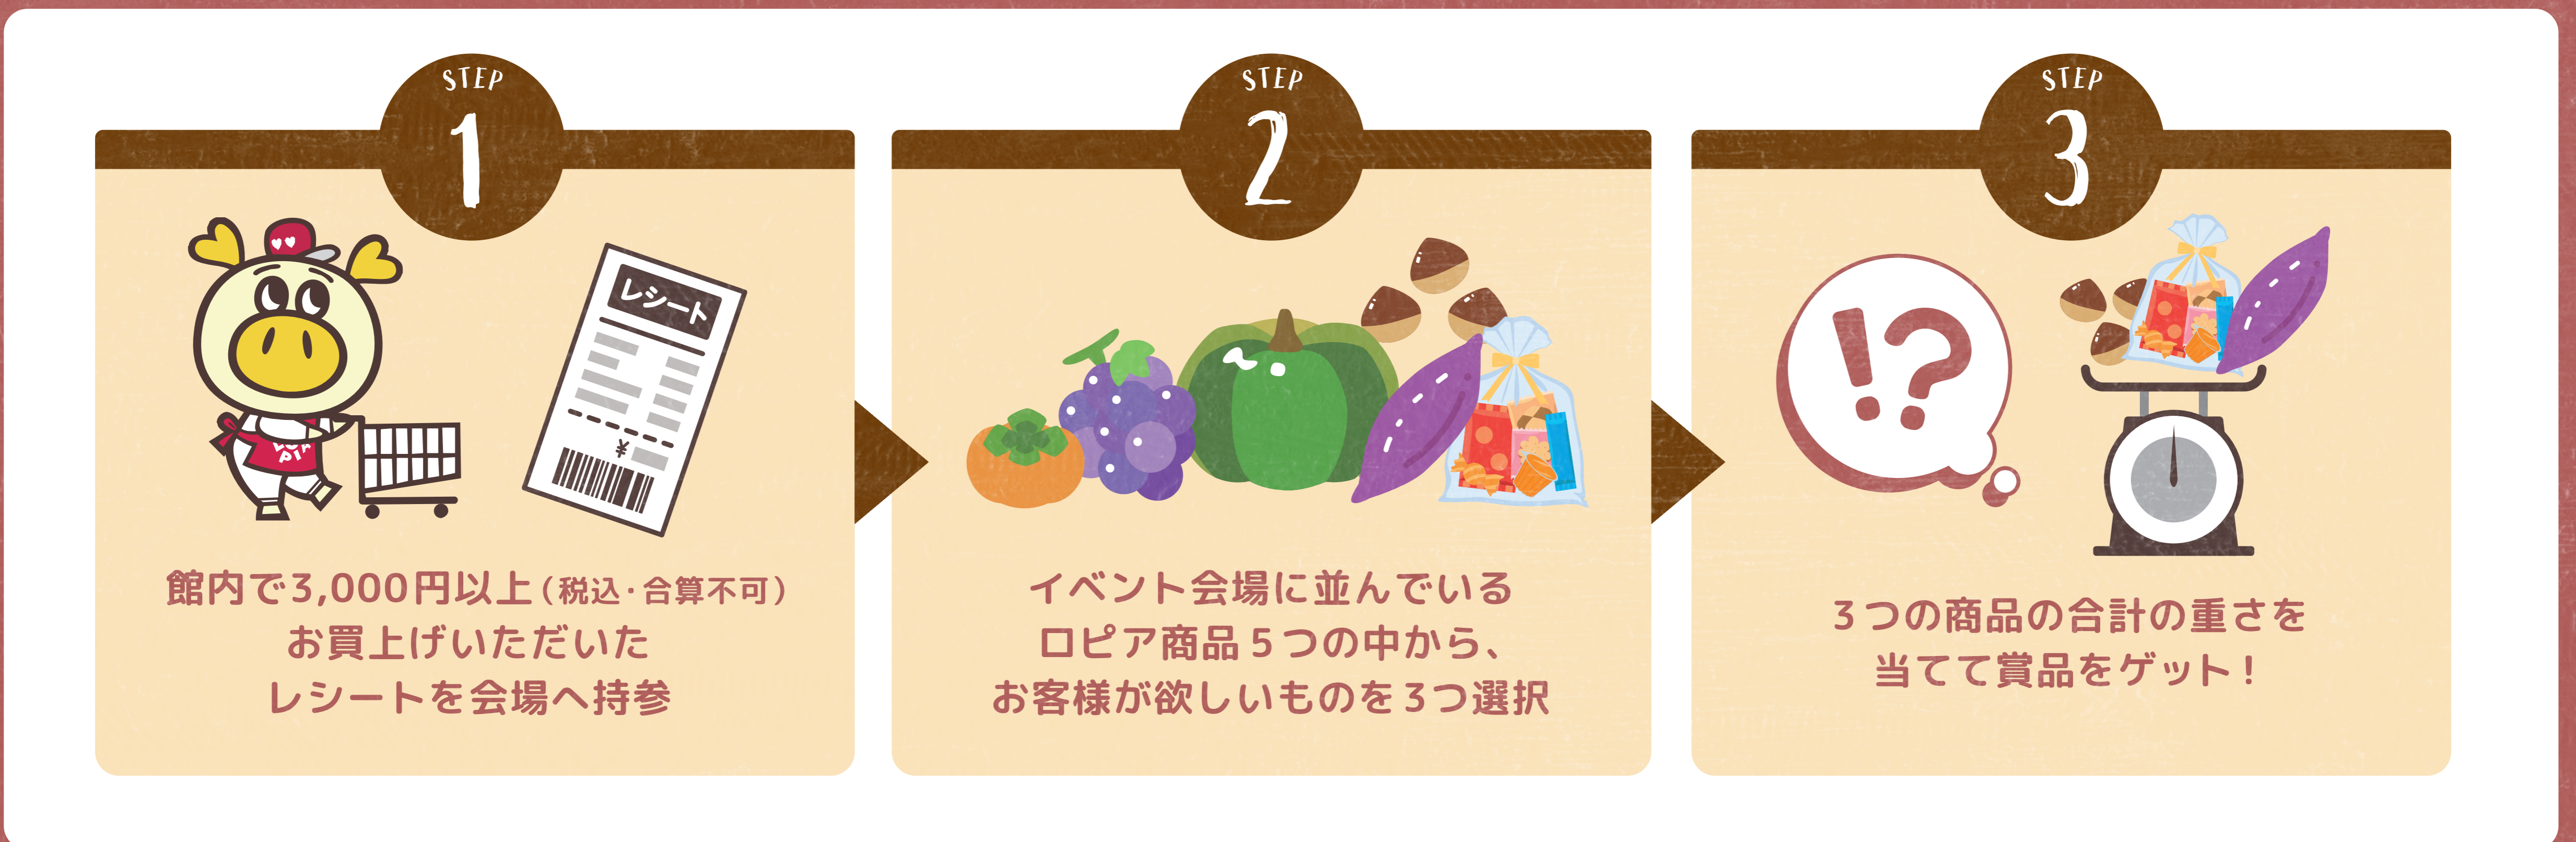 STEP
1
レシート
¥
LOPIA
館内で3,000円以上(税込・合算不可)
お買上げいただいた
レシートを会場へ持参
STEP
2
イベント会場に並んでいる
ロピア商品5つの中から、
お客様が欲しいものを3つ選択
STEP
3
!?
3つの商品の合計の重さを
当てて賞品をゲット!